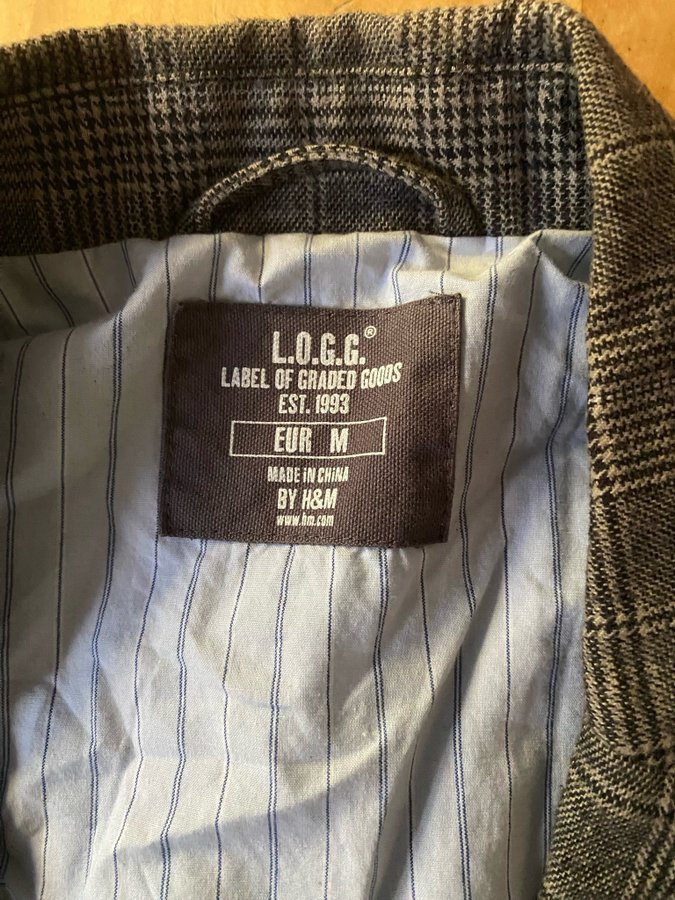 L.O.G.G.®
LABEL OF GRADED GOODS
EST. 1993
EUR M
MADE IN CHINA
BY H&M
www.hm.com